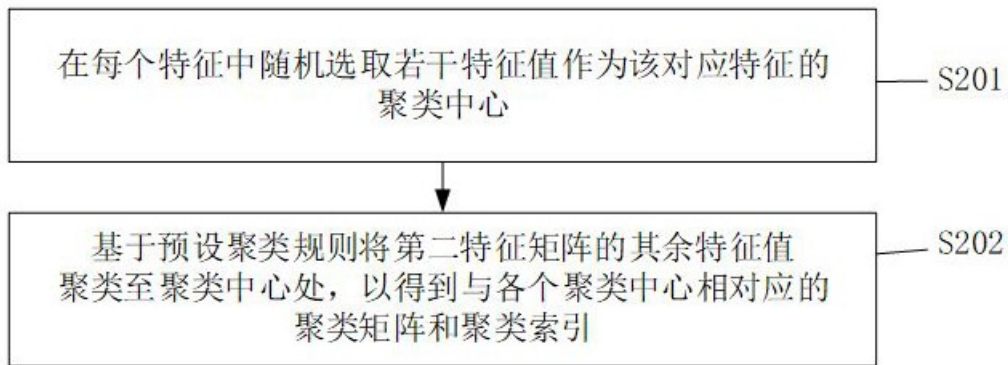 在每个特征中随机选取若干特征值作为该对应特征的
聚类中心
S201
基于预设聚类规则将第二特征矩阵的其余特征值
聚类至聚类中心处，以得到与各个聚类中心相对应的
聚类矩阵和聚类索引
S202